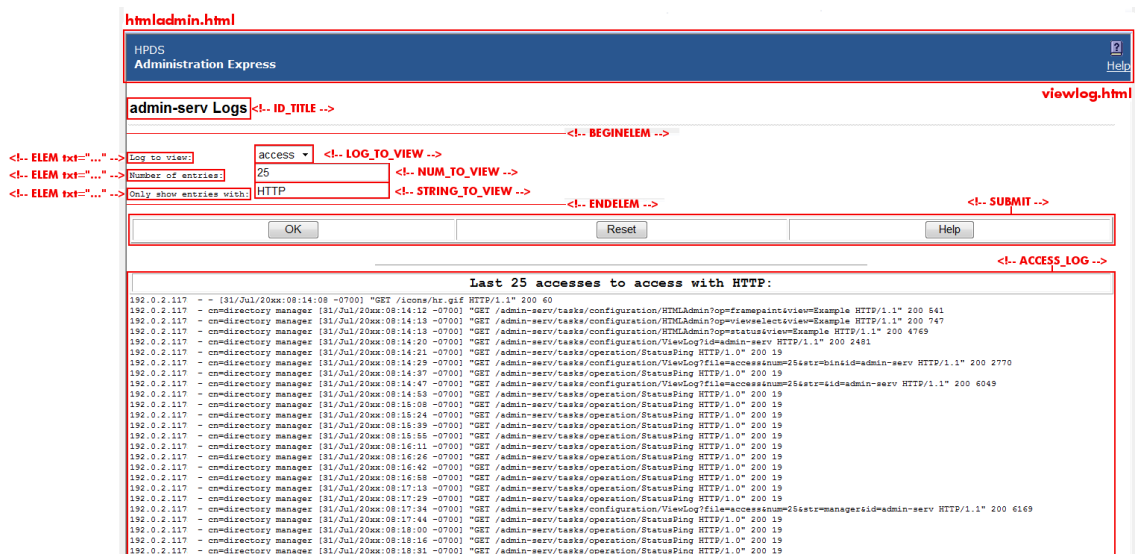 htmladmin.html
HPDS
Administration Express
?
Help
viewlog.html
admin-serv Logs <!-- ID_TITLE -->
<!-- BEGINELEM -->
<!-- ELEM txt="..." --> Log to view: access <!-- LOG_TO_VIEW -->
<!-- ELEM txt="..." --> Number of entries: 25 <!-- NUM_TO_VIEW -->
<!-- ELEM txt="..." --> Only show entries with: HTTP <!-- STRING_TO_VIEW -->
<!-- ENDELEM -->
<!-- SUBMIT -->
OK Reset Help
<!-- ACCESS_LOG -->
Last 25 accesses to access with HTTP:
192.0.2.117 - - [31/Jul/20xx:08:14:08 -0700] "GET /icons/hr.gif HTTP/1.1" 200 60
192.0.2.117 - cn=directory manager [31/Jul/20xx:08:14:12 -0700] "GET /admin-serv/tasks/configuration/HTMLAdmin?op=framepaint&view=Example HTTP/1.1" 200 541
192.0.2.117 - cn=directory manager [31/Jul/20xx:08:14:13 -0700] "GET /admin-serv/tasks/configuration/HTMLAdmin?op=viewselect&view=Example HTTP/1.1" 200 747
192.0.2.117 - cn=directory manager [31/Jul/20xx:08:14:13 -0700] "GET /admin-serv/tasks/configuration/HTMLAdmin?op=status&view=Example HTTP/1.1" 200 4769
192.0.2.117 - cn=directory manager [31/Jul/20xx:08:14:20 -0700] "GET /admin-serv/tasks/configuration/ViewLog?id=admin-serv HTTP/1.1" 200 2481
192.0.2.117 - cn=directory manager [31/Jul/20xx:08:14:21 -0700] "GET /admin-serv/tasks/operation/StatusPing HTTP/1.0" 200 19
192.0.2.117 - cn=directory manager [31/Jul/20xx:08:14:29 -0700] "GET /admin-serv/tasks/configuration/ViewLog?file=access&num=25&str=bin&id=admin-serv HTTP/1.1" 200 2770
192.0.2.117 - cn=directory manager [31/Jul/20xx:08:14:37 -0700] "GET /admin-serv/tasks/operation/StatusPing HTTP/1.0" 200 19
192.0.2.117 - cn=directory manager [31/Jul/20xx:08:14:47 -0700] "GET /admin-serv/tasks/configuration/ViewLog?file=access&num=25&str=&id=admin-serv HTTP/1.1" 200 6049
192.0.2.117 - cn=directory manager [31/Jul/20xx:08:14:53 -0700] "GET /admin-serv/tasks/operation/StatusPing HTTP/1.0" 200 19
192.0.2.117 - cn=directory manager [31/Jul/20xx:08:15:08 -0700] "GET /admin-serv/tasks/operation/StatusPing HTTP/1.0" 200 19
192.0.2.117 - cn=directory manager [31/Jul/20xx:08:15:24 -0700] "GET /admin-serv/tasks/operation/StatusPing HTTP/1.0" 200 19
192.0.2.117 - cn=directory manager [31/Jul/20xx:08:15:39 -0700] "GET /admin-serv/tasks/operation/StatusPing HTTP/1.0" 200 19
192.0.2.117 - cn=directory manager [31/Jul/20xx:08:15:55 -0700] "GET /admin-serv/tasks/operation/StatusPing HTTP/1.0" 200 19
192.0.2.117 - cn=directory manager [31/Jul/20xx:08:16:11 -0700] "GET /admin-serv/tasks/operation/StatusPing HTTP/1.0" 200 19
192.0.2.117 - cn=directory manager [31/Jul/20xx:08:16:26 -0700] "GET /admin-serv/tasks/operation/StatusPing HTTP/1.0" 200 19
192.0.2.117 - cn=directory manager [31/Jul/20xx:08:16:42 -0700] "GET /admin-serv/tasks/operation/StatusPing HTTP/1.0" 200 19
192.0.2.117 - cn=directory manager [31/Jul/20xx:08:16:58 -0700] "GET /admin-serv/tasks/operation/StatusPing HTTP/1.0" 200 19
192.0.2.117 - cn=directory manager [31/Jul/20xx:08:17:13 -0700] "GET /admin-serv/tasks/operation/StatusPing HTTP/1.0" 200 19
192.0.2.117 - cn=directory manager [31/Jul/20xx:08:17:29 -0700] "GET /admin-serv/tasks/operation/StatusPing HTTP/1.0" 200 19
192.0.2.117 - cn=directory manager [31/Jul/20xx:08:17:34 -0700] "GET /admin-serv/tasks/configuration/ViewLog?file=access&num=25&str=manager&id=admin-serv HTTP/1.1" 200 6169
192.0.2.117 - cn=directory manager [31/Jul/20xx:08:17:44 -0700] "GET /admin-serv/tasks/operation/StatusPing HTTP/1.0" 200 19
192.0.2.117 - cn=directory manager [31/Jul/20xx:08:18:00 -0700] "GET /admin-serv/tasks/operation/StatusPing HTTP/1.0" 200 19
192.0.2.117 - cn=directory manager [31/Jul/20xx:08:18:16 -0700] "GET /admin-serv/tasks/operation/StatusPing HTTP/1.0" 200 19
192.0.2.117 - cn=directory manager [31/Jul/20xx:08:18:31 -0700] "GET /admin-serv/tasks/operation/StatusPing HTTP/1.0" 200 19